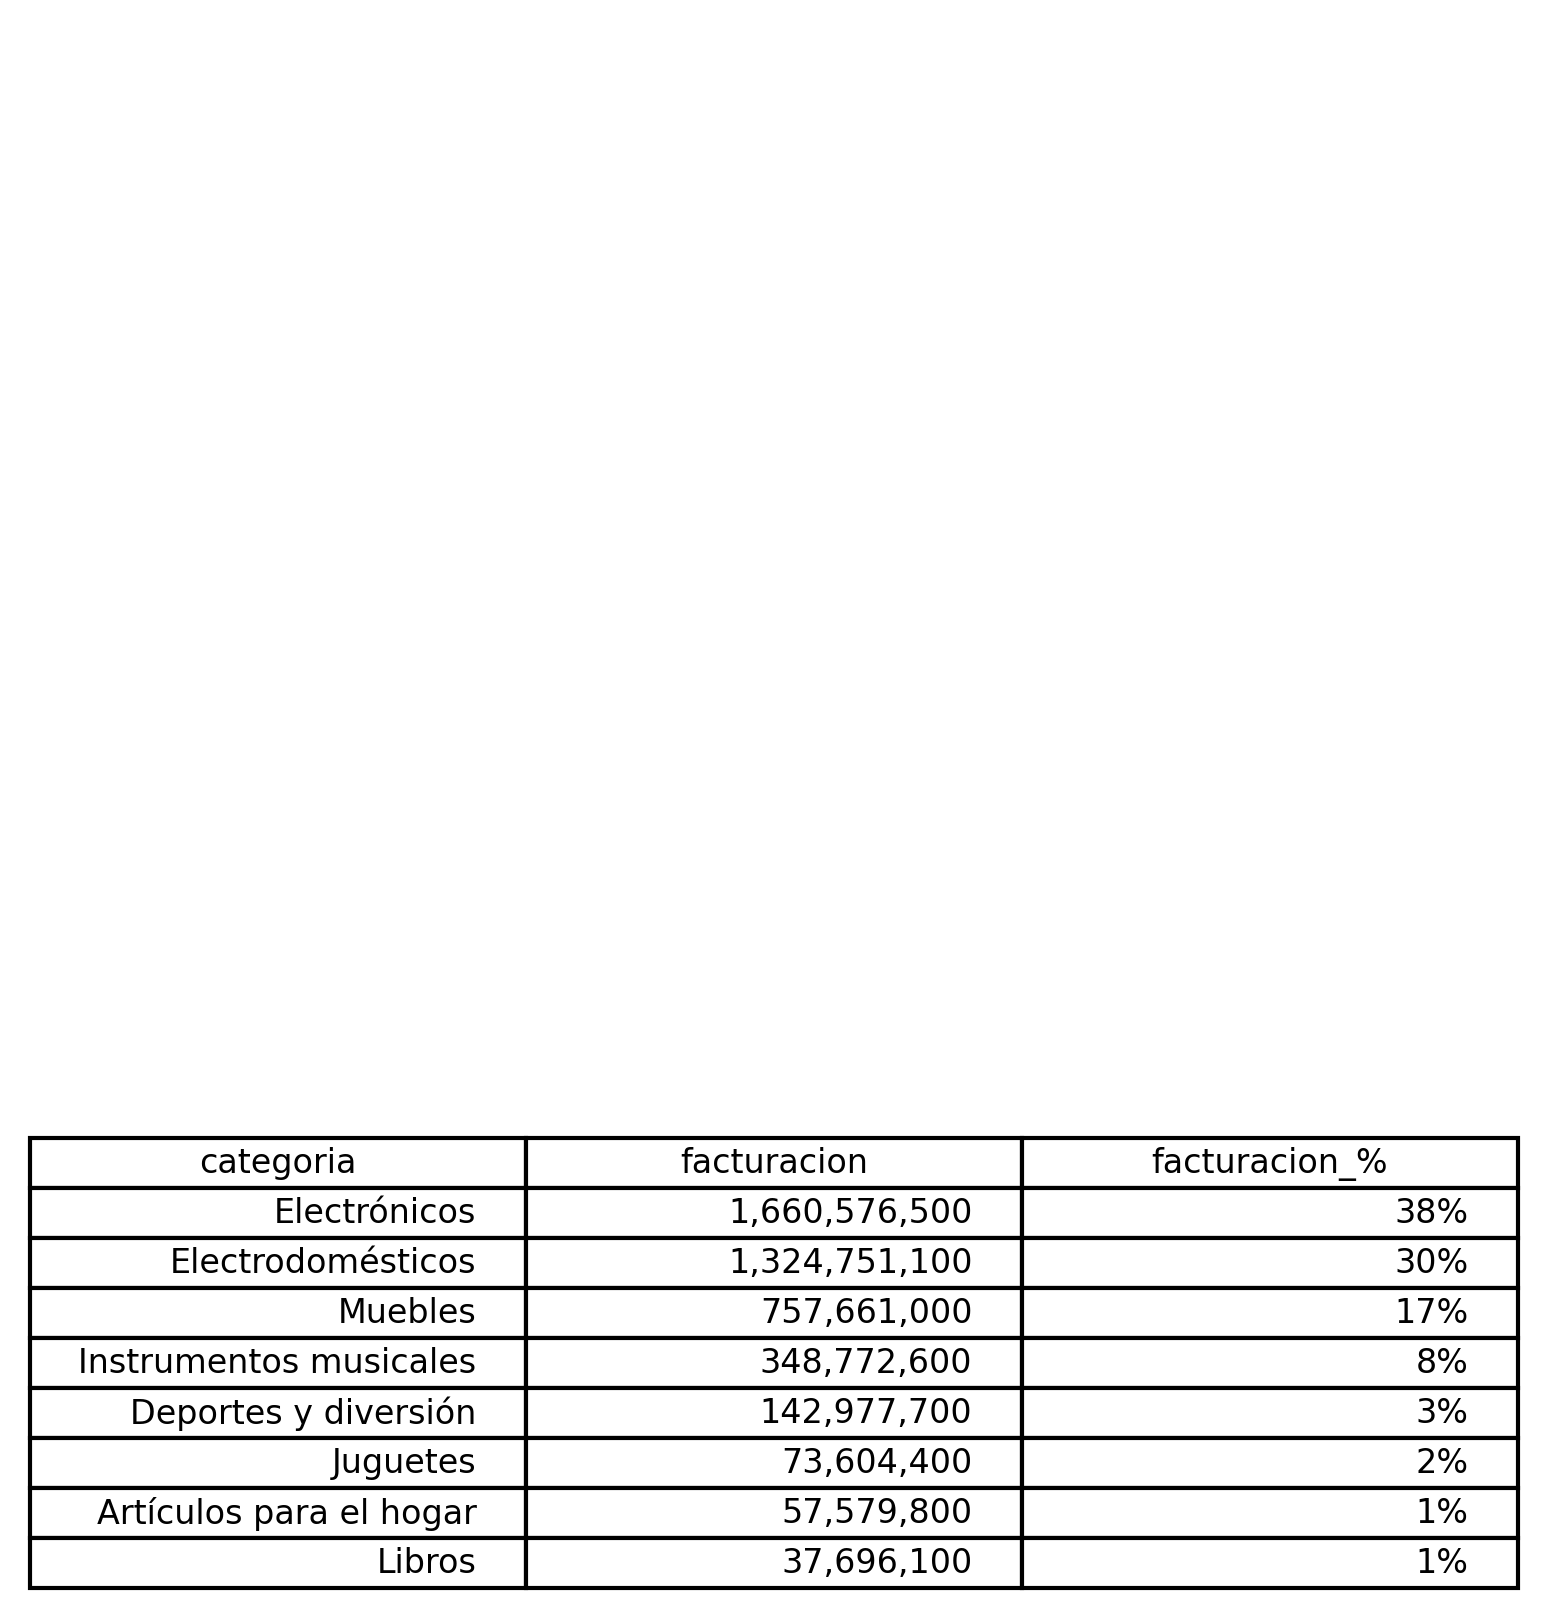 categoria facturacion facturacion_%
Electrónicos 1,660,576,500 38%
Electrodomésticos 1,324,751,100 30%
Muebles 757,661,000 17%
Instrumentos musicales 348,772,600 8%
Deportes y diversión 142,977,700 3%
Juguetes 73,604,400 2%
Artículos para el hogar 57,579,800 1%
Libros 37,696,100 1%